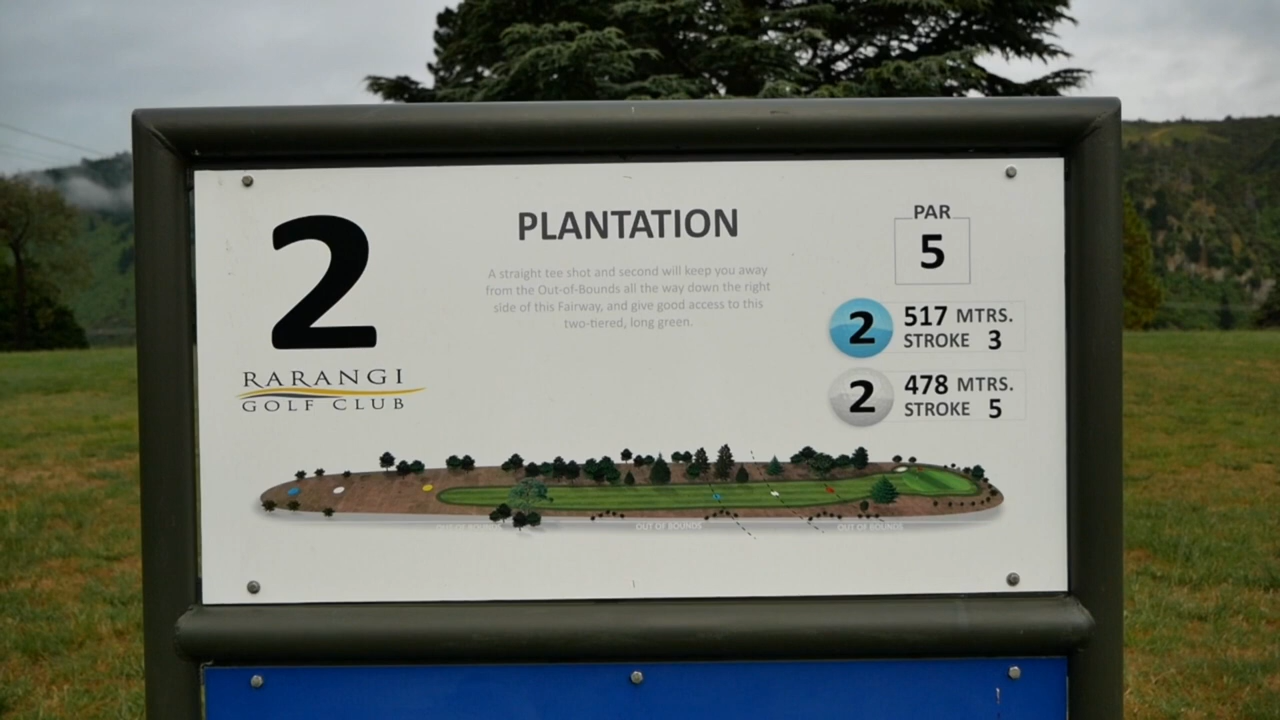 2
RARANGI
GOLF CLUB
PLANTATION
A straight tee shot and second will keep you away
from the Out-of-Bounds all the way down the right
side of this Fairway, and give good access to this
two-tiered, long green.
PAR
5
2 517 MTRS.
STROKE 3
2 478 MTRS.
STROKE 5
OUT OF BOUNDS OUT OF BOUNDS OUT OF BOUNDS